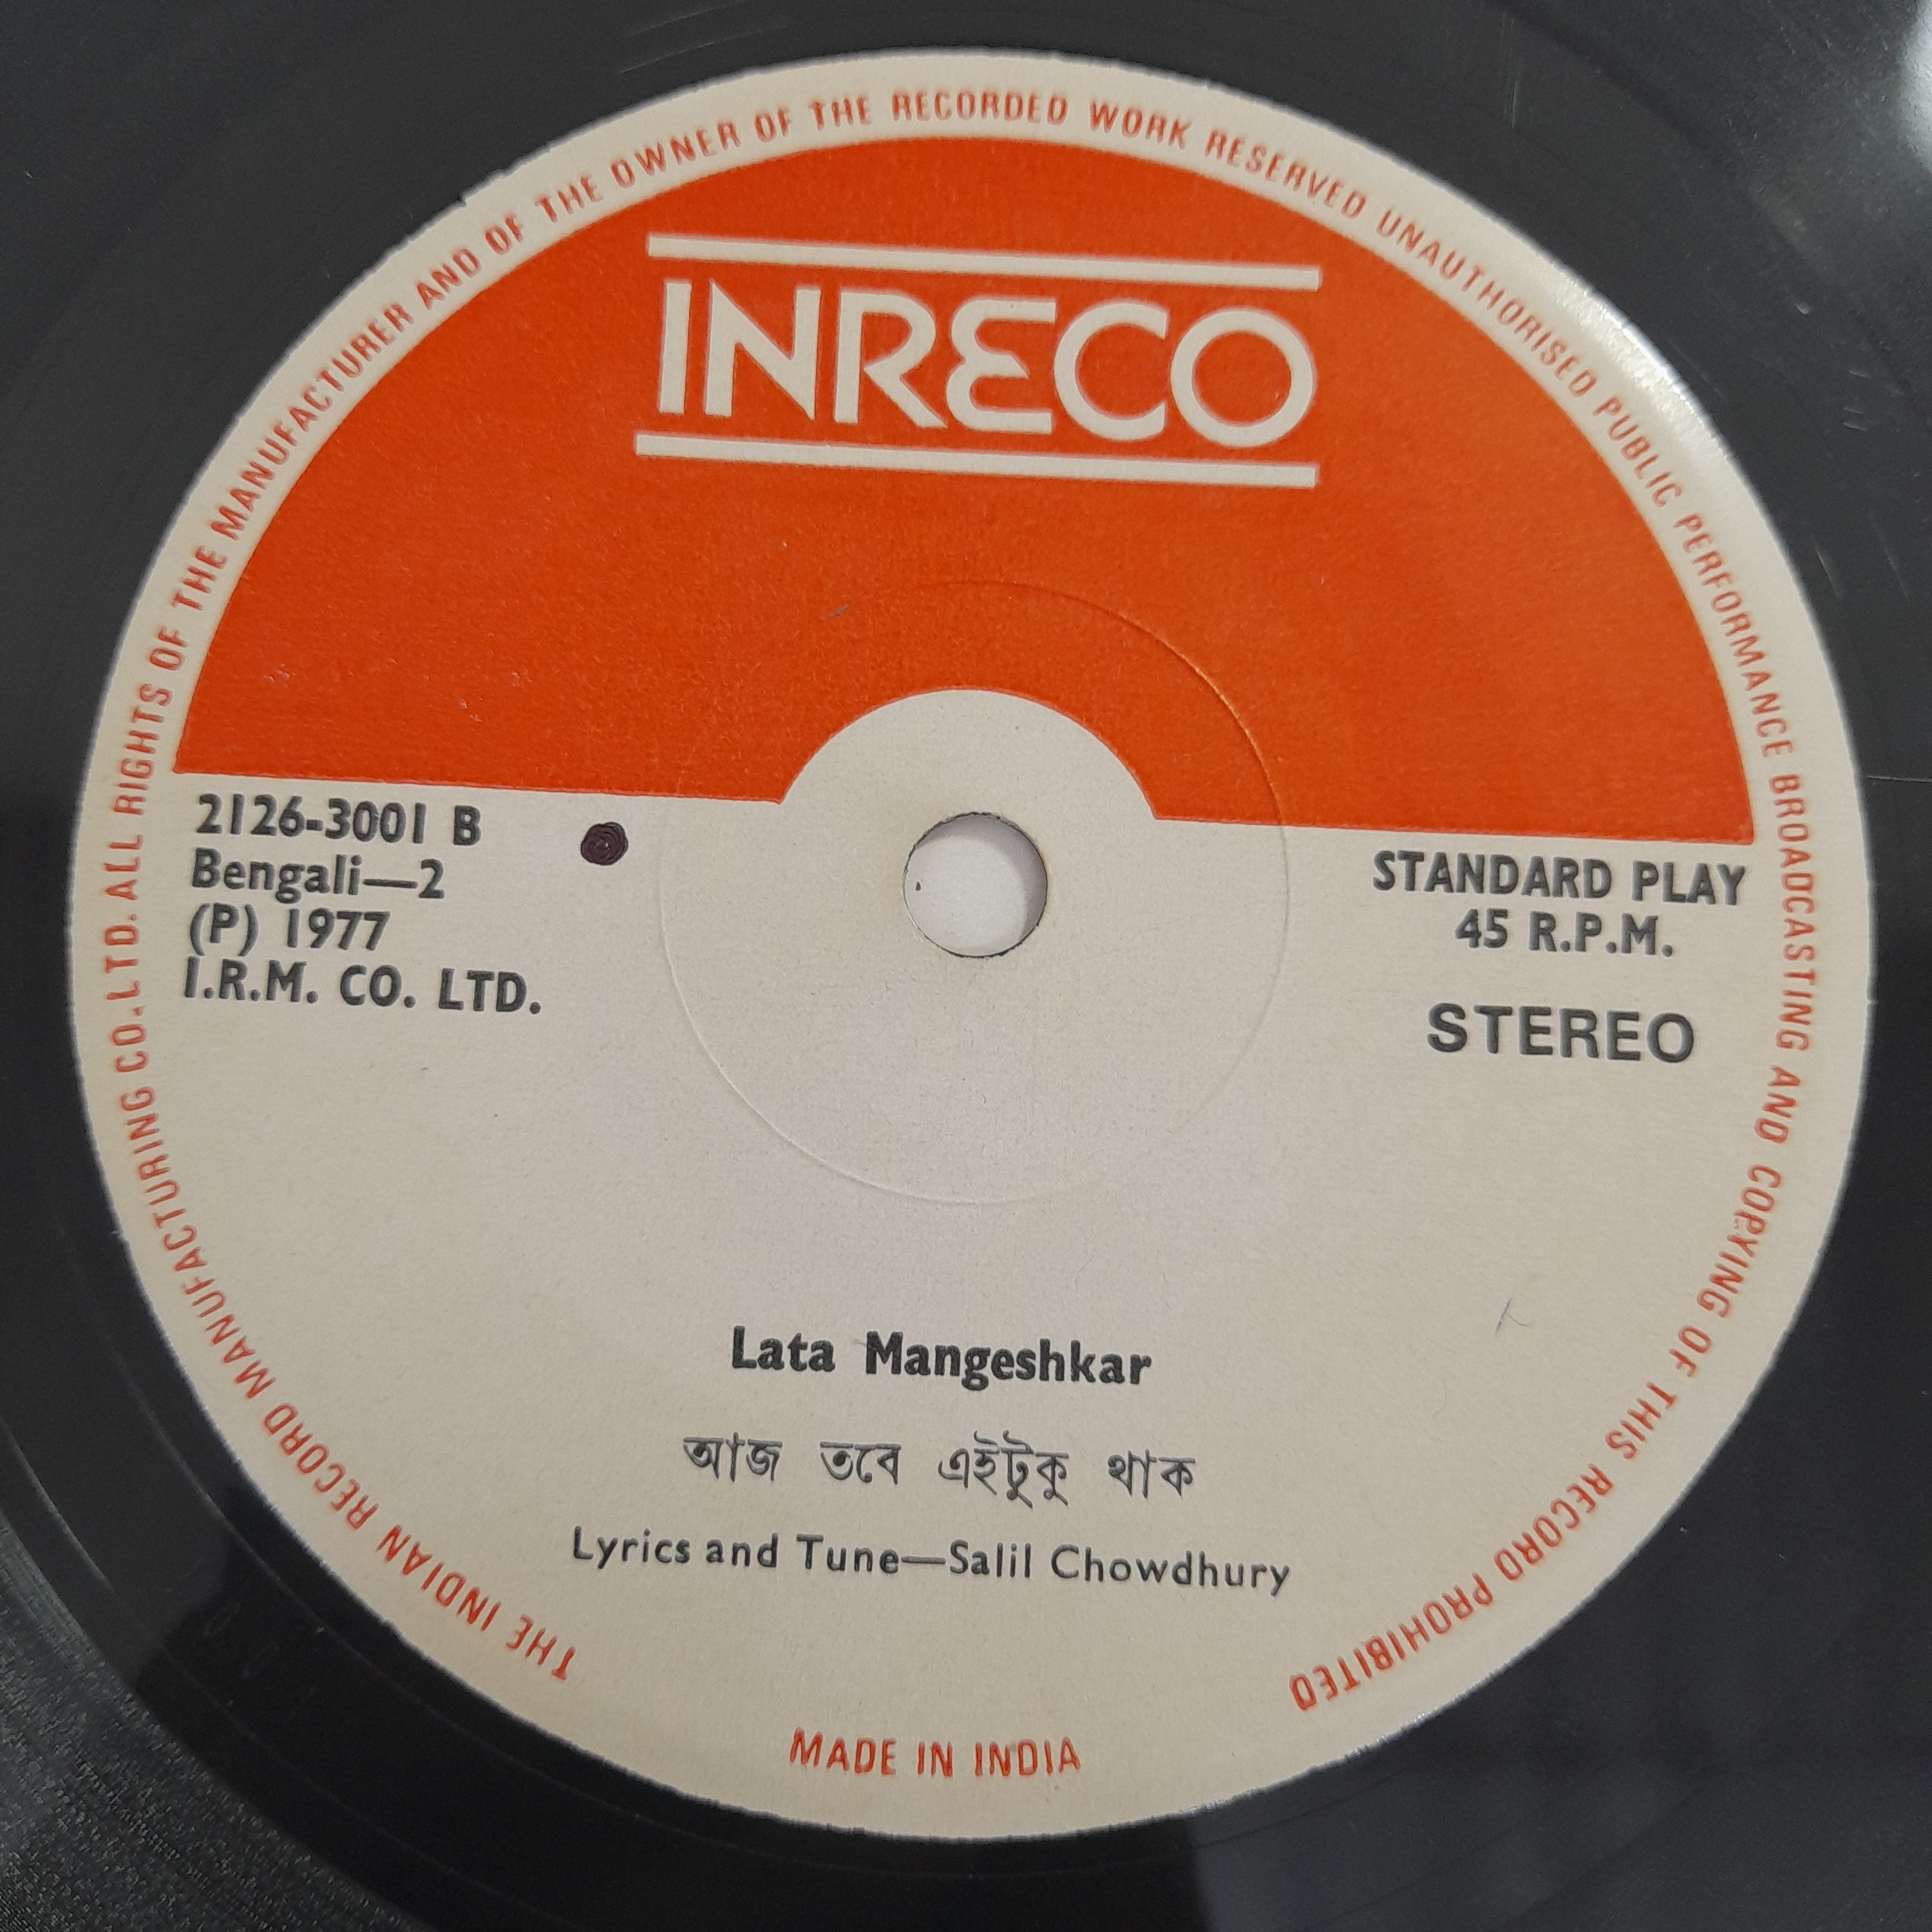 THE INDIAN RECORD MANUFACTURING CO. LTD. ALL RIGHTS OF THE MANUFACTURER AND OF THE OWNER OF THE RECORDED WORK RESERVED UNAUTHORISED PUBLIC PERFORMANCE BROADCASTING AND COPYING OF THIS RECORD PROHIBITED
INRECO
2126-3001 B
Bengali—2
(P) 1977
I.R.M. CO. LTD.
STANDARD PLAY
45 R.P.M.
STEREO
Lata Mangeshkar
আজ তবে এইটুকু থাক
Lyrics and Tune—Salil Chowdhury
MADE IN INDIA